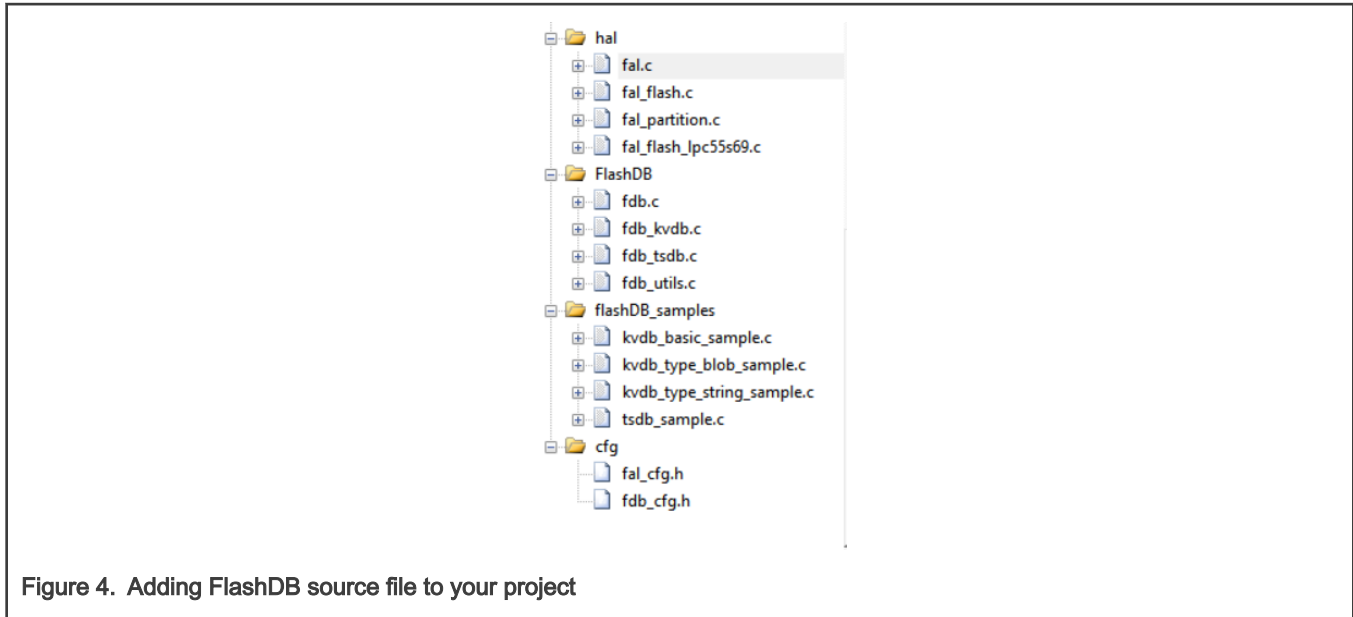 hal
fal.c
fal_flash.c
fal_partition.c
fal_flash_lpc55s69.c
FlashDB
fdb.c
fdb_kvdb.c
fdb_tsdb.c
fdb_utils.c
flashDB_samples
kvdb_basic_sample.c
kvdb_type_blob_sample.c
kvdb_type_string_sample.c
tsdb_sample.c
cfg
fal_cfg.h
fdb_cfg.h
Figure 4. Adding FlashDB source file to your project